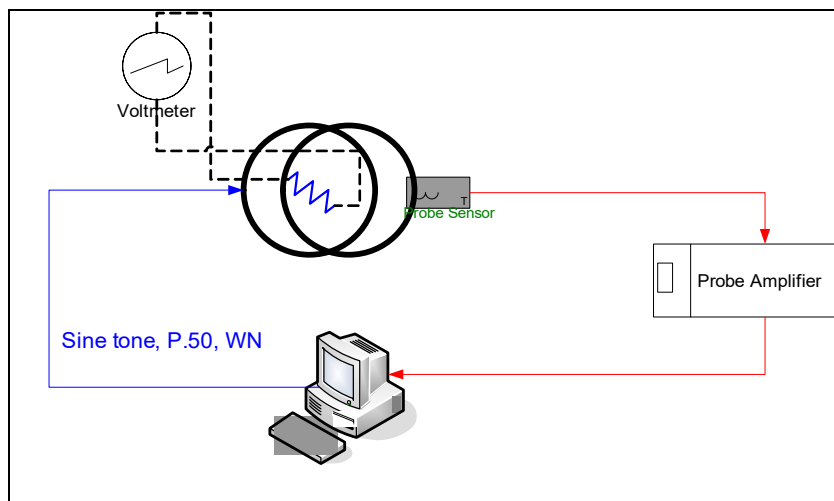 Voltmeter
T
Probe Sensor
Probe Amplifier
Sine tone, P.50, WN